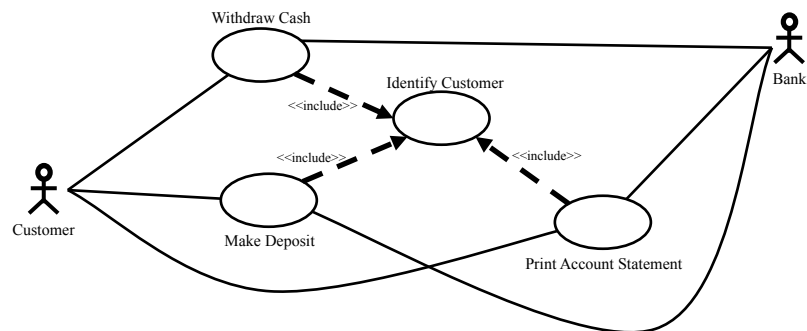 Withdraw Cash
Bank
Identify Customer
<<include>>
<<include>>
<<include>>
Customer
Make Deposit
Print Account Statement